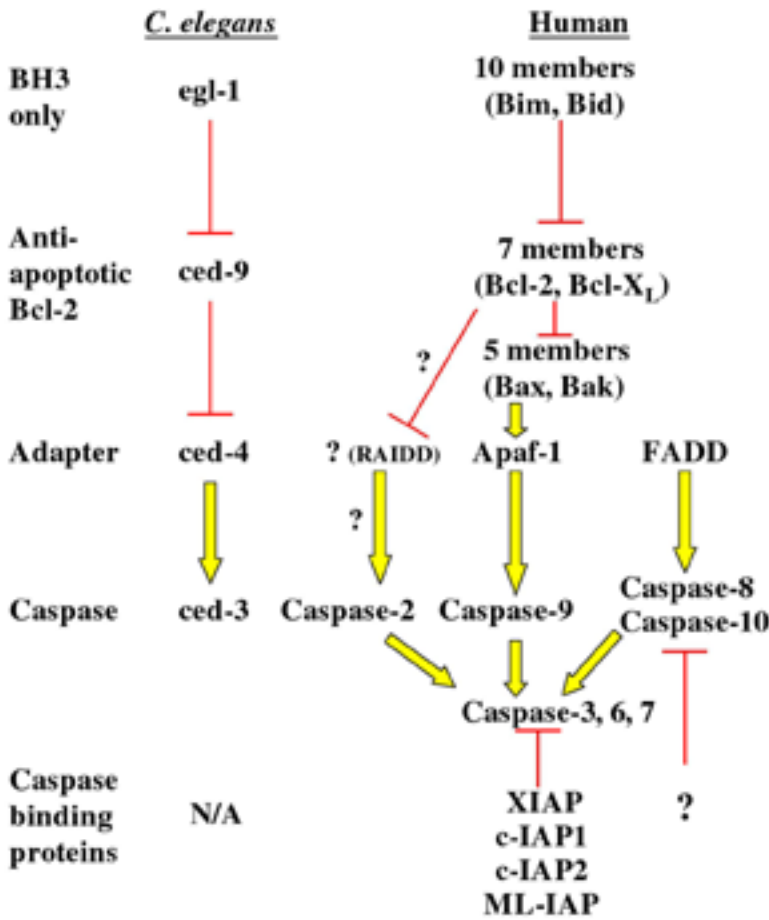 C. elegans
Human
BH3
only
egl-1
10 members
(Bim, Bid)
Anti-
apoptotic
Bcl-2
ced-9
7 members
(Bcl-2, Bcl-XL)
?
5 members
(Bax, Bak)
Adapter
ced-4
? (RAIDD)
Apaf-1
FADD
?
Caspase
ced-3
Caspase-2
Caspase-9
Caspase-8
Caspase-10
Caspase-3, 6, 7
Caspase
binding
proteins
N/A
XIAP
c-IAP1
c-IAP2
ML-IAP
?